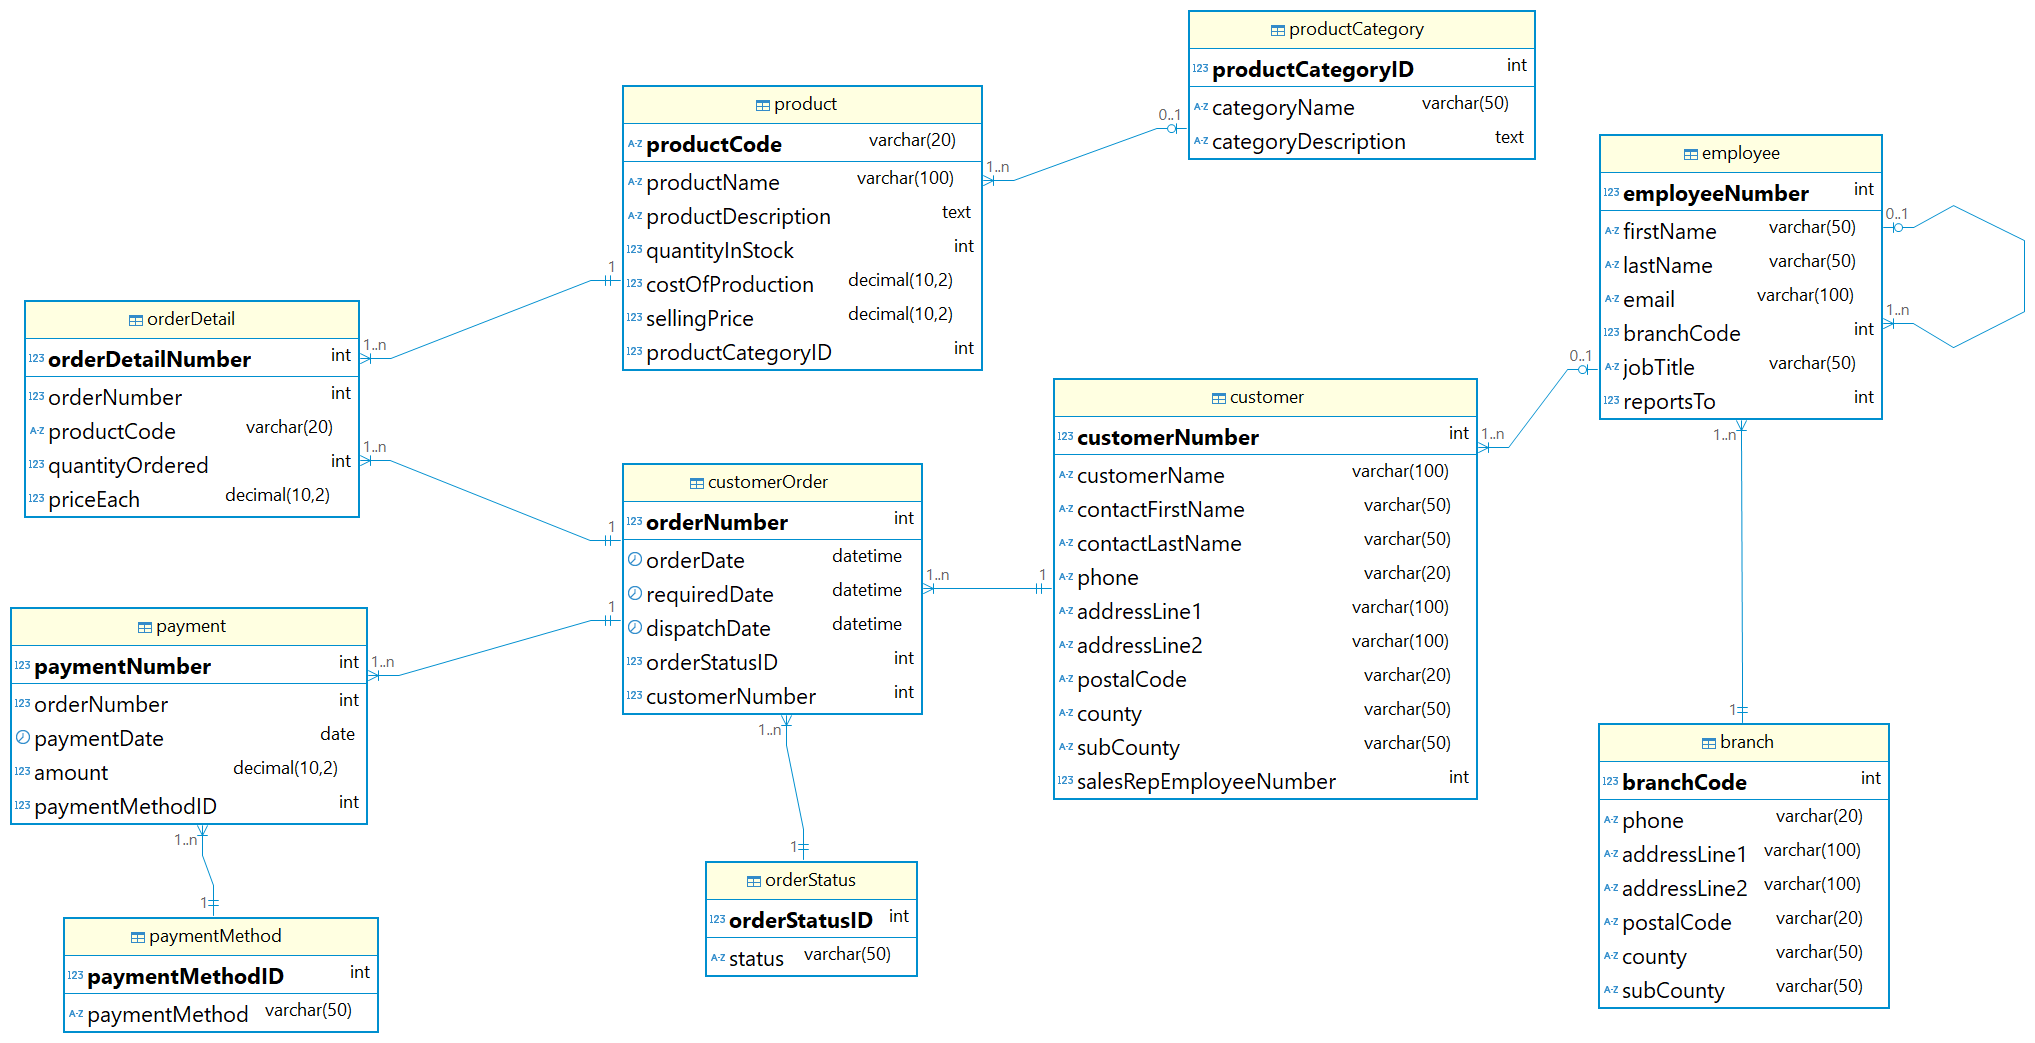 productCategory
123 productCategoryID int
A-Z categoryName varchar(50)
A-Z categoryDescription text
product
A-Z productCode varchar(20)
A-Z productName varchar(100)
A-Z productDescription text
123 quantityInStock int
123 costOfProduction decimal(10,2)
123 sellingPrice decimal(10,2)
123 productCategoryID int
0..1
1..n
employee
123 employeeNumber int
A-Z firstName varchar(50)
A-Z lastName varchar(50)
A-Z email varchar(100)
123 branchCode int
A-Z jobTitle varchar(50)
123 reportsTo int
0..1
1..n
orderDetail
123 orderDetailNumber int
123 orderNumber int
A-Z productCode varchar(20)
123 quantityOrdered int
123 priceEach decimal(10,2)
1
1..n
1..n
1
customer
123 customerNumber int
A-Z customerName varchar(100)
A-Z contactFirstName varchar(50)
A-Z contactLastName varchar(50)
A-Z phone varchar(20)
A-Z addressLine1 varchar(100)
A-Z addressLine2 varchar(100)
A-Z postalCode varchar(20)
A-Z county varchar(50)
A-Z subCounty varchar(50)
123 salesRepEmployeeNumber int
0..1
1..n
customerOrder
123 orderNumber int
orderDate datetime
requiredDate datetime
dispatchDate datetime
123 orderStatusID int
123 customerNumber int
1..n
1
payment
123 paymentNumber int
123 orderNumber int
paymentDate date
123 amount decimal(10,2)
123 paymentMethodID int
1
1..n
1..n
1
paymentMethod
123 paymentMethodID int
A-Z paymentMethod varchar(50)
1..n
1
orderStatus
123 orderStatusID int
A-Z status varchar(50)
1..n
1
branch
123 branchCode int
A-Z phone varchar(20)
A-Z addressLine1 varchar(100)
A-Z addressLine2 varchar(100)
A-Z postalCode varchar(20)
A-Z county varchar(50)
A-Z subCounty varchar(50)